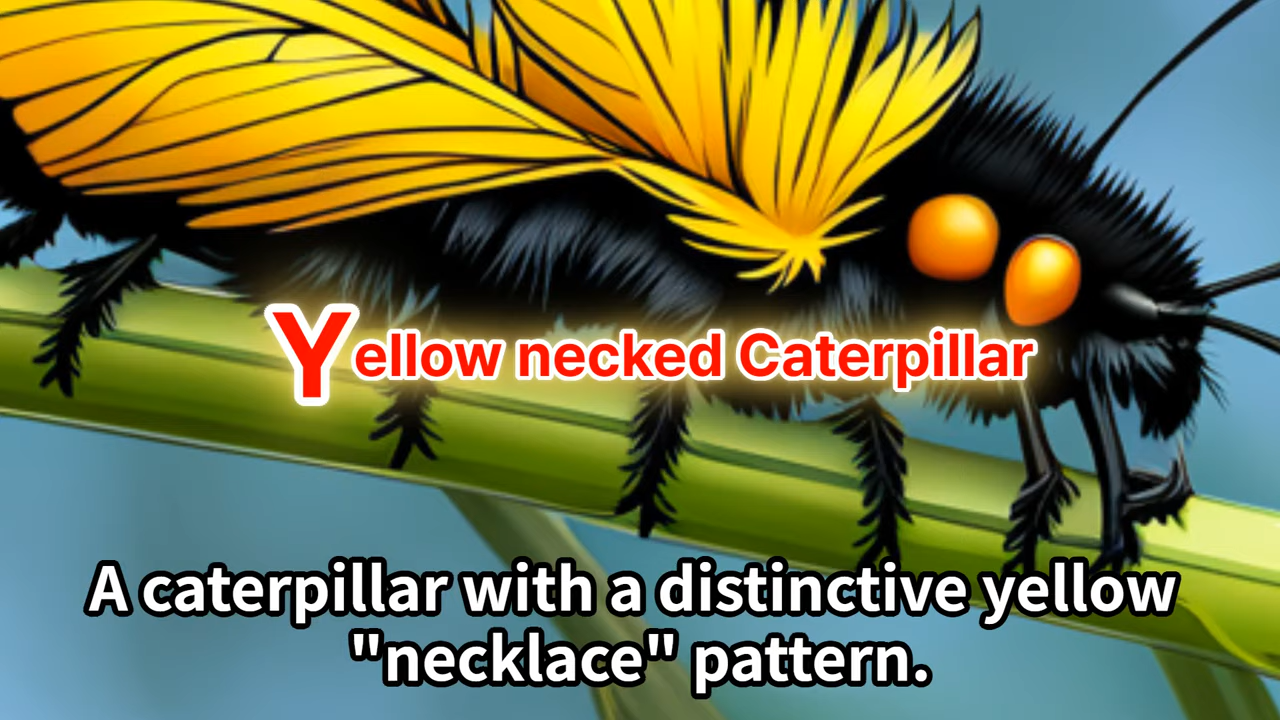 Yellow necked Caterpillar
A caterpillar with a distinctive yellow
"necklace" pattern.